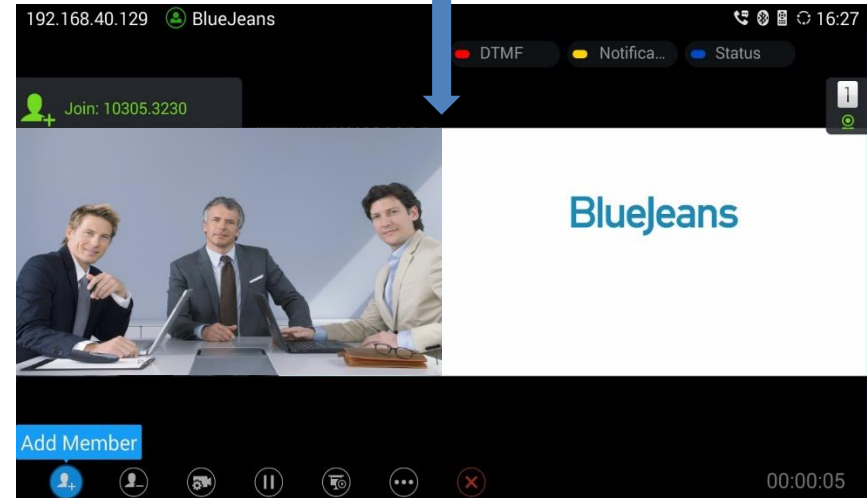 192.168.40.129 BlueJeans 16:27
DTMF Notifica... Status
Join: 10305.3230
1
BlueJeans
Add Member
00:00:05